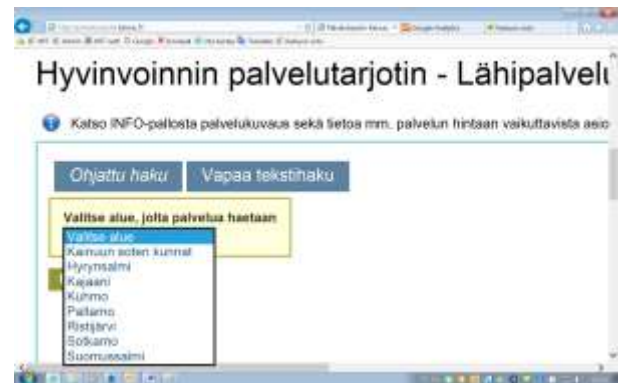 Hyvinvoinnin palvelutarjotin - Lähipalvelu
Katso INFO-pallosta palvelukuvaus sekä tietoa mm. palvelun hintaan vaikuttavista asio
Ohjattu haku Vapaa tekstihaku
Valitse alue, jolta palvelua haetaan
Valitse alue
Kainuun soten kunnat
Hyrynsalmi
Kajaani
Kuhmo
Paltamo
Ristijärvi
Sotkamo
Suomussalmi